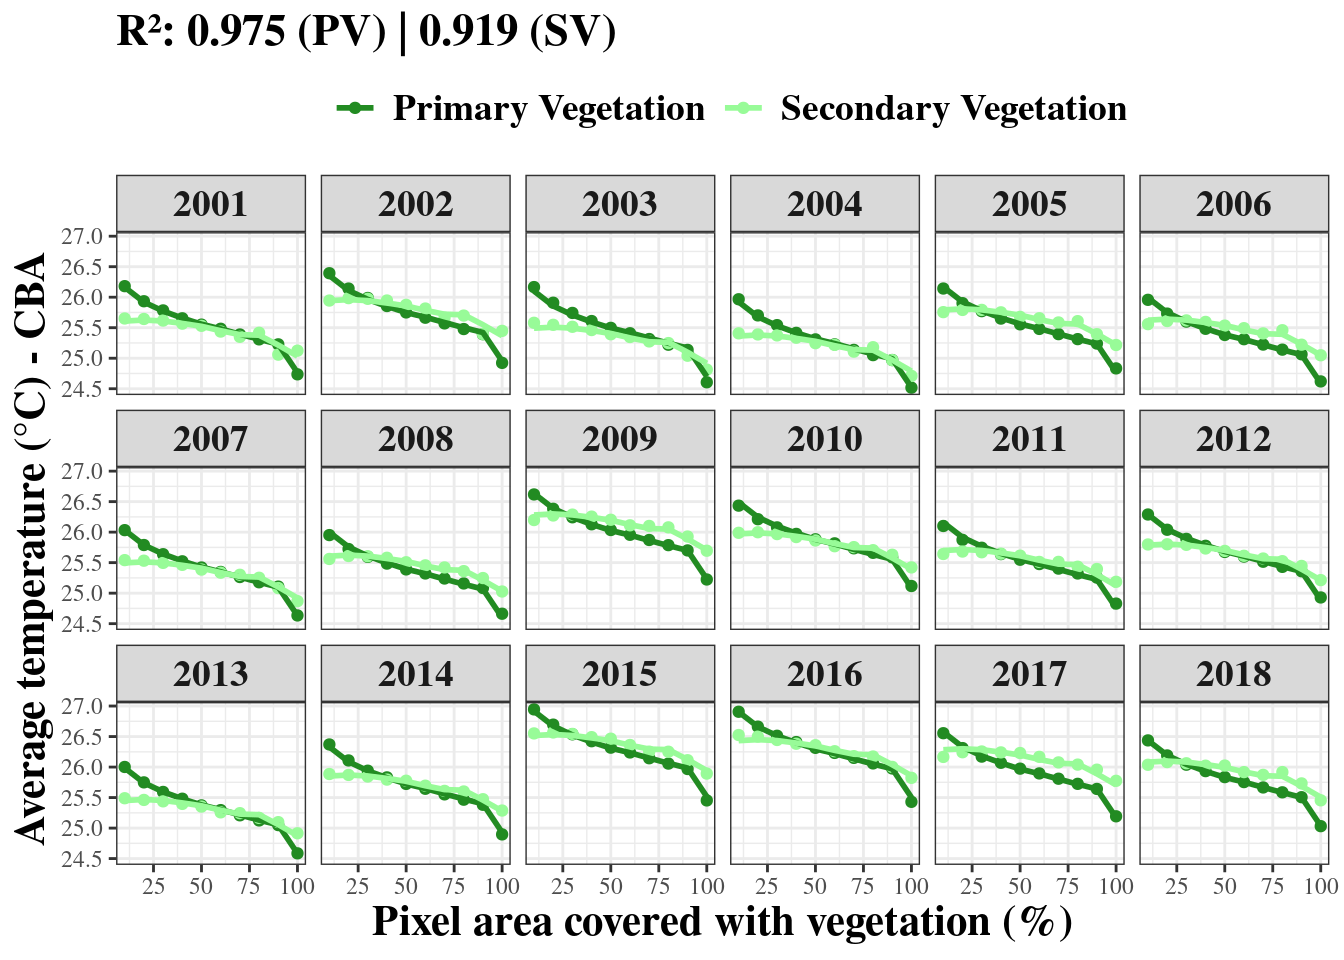 R²: 0.975 (PV) | 0.919 (SV)
Primary Vegetation Secondary Vegetation
Average temperature (°C) - CBA
2001 2002 2003 2004 2005 2006
27.0
26.5
26.0
25.5
25.0
24.5
2007 2008 2009 2010 2011 2012
27.0
26.5
26.0
25.5
25.0
24.5
2013 2014 2015 2016 2017 2018
27.0
26.5
26.0
25.5
25.0
24.5
25 50 75 100 25 50 75 100 25 50 75 100 25 50 75 100 25 50 75 100 25 50 75 100
Pixel area covered with vegetation (%)